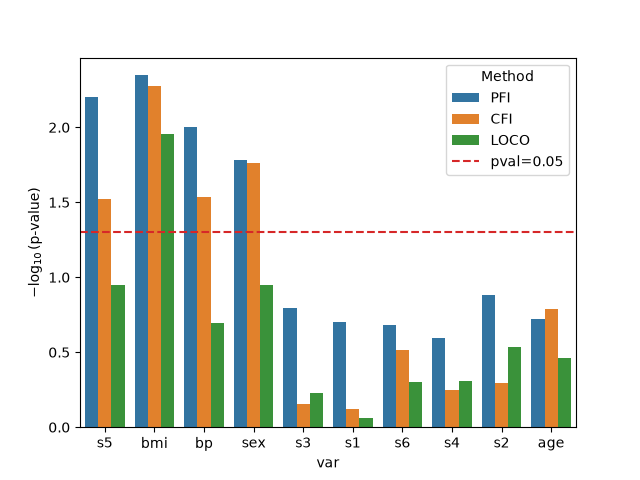 Method
PFI
CFI
LOCO
pval=0.05
2.0
1.5
1.0
0.5
0.0
−log₁₀(p-value)
s5 bmi bp sex s3 s1 s6 s4 s2 age
var